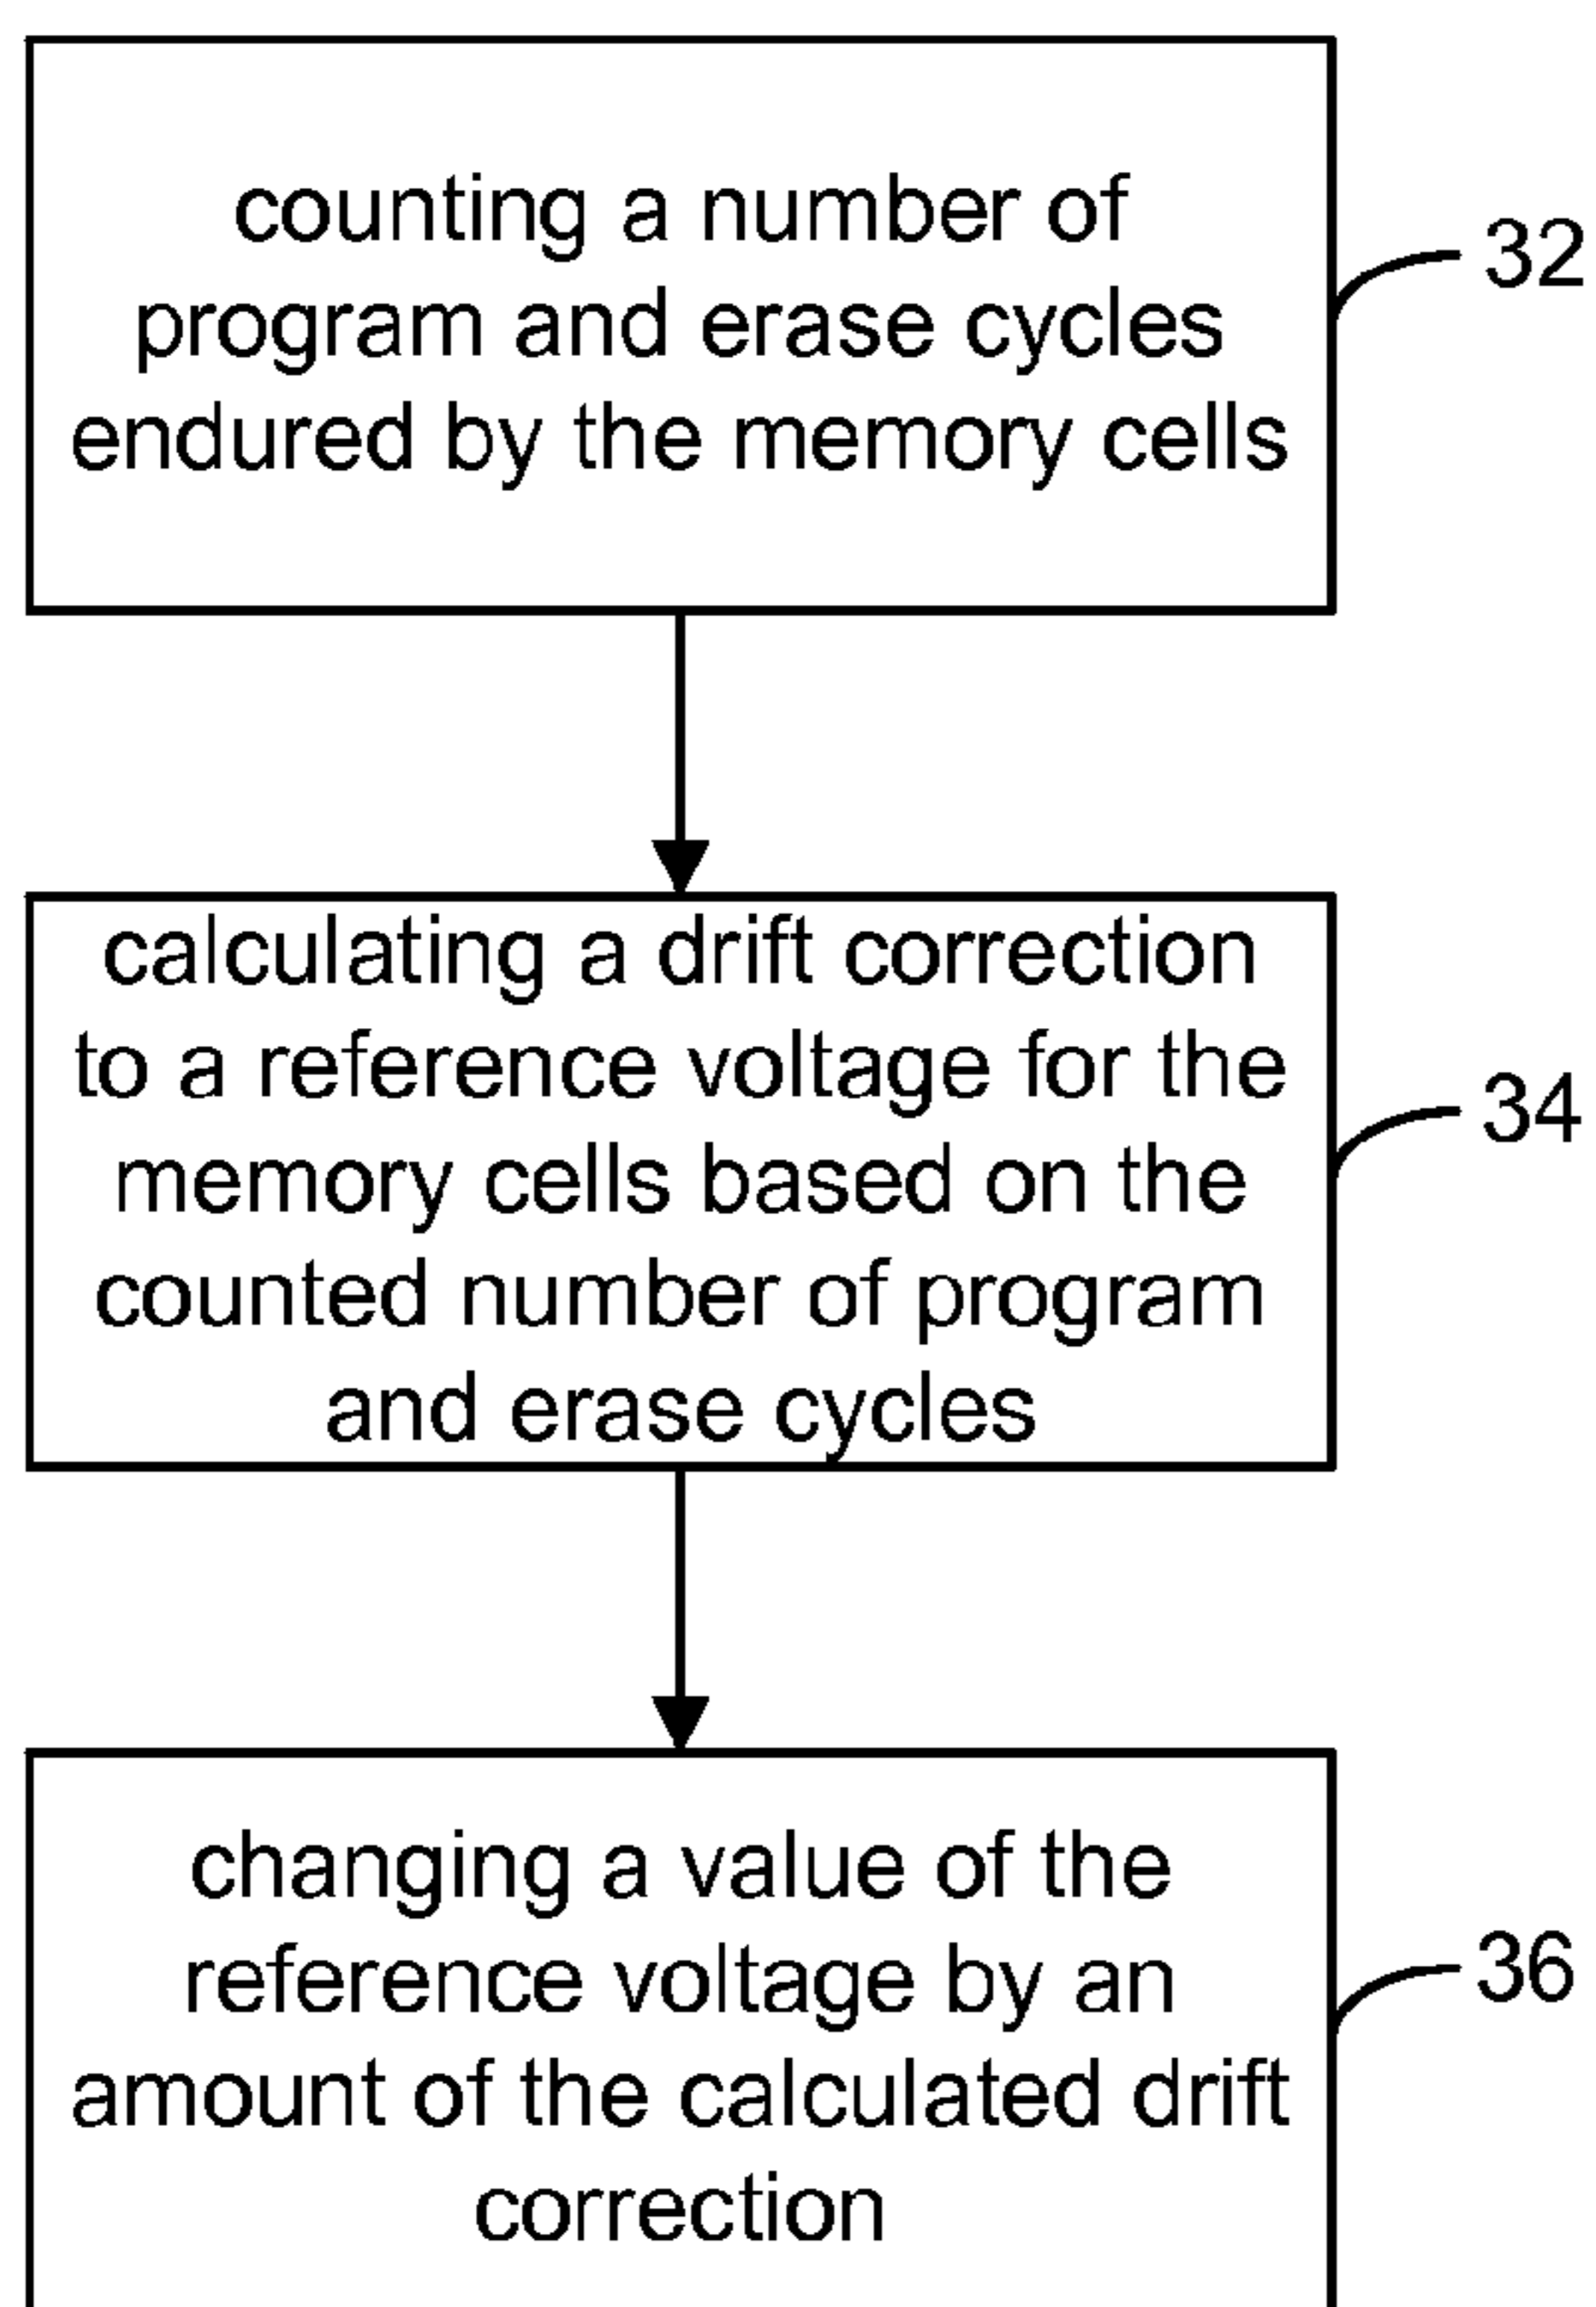 counting a number of
program and erase cycles
endured by the memory cells
32
calculating a drift correction
to a reference voltage for the
memory cells based on the
counted number of program
and erase cycles
34
changing a value of the
reference voltage by an
amount of the calculated drift
correction
36